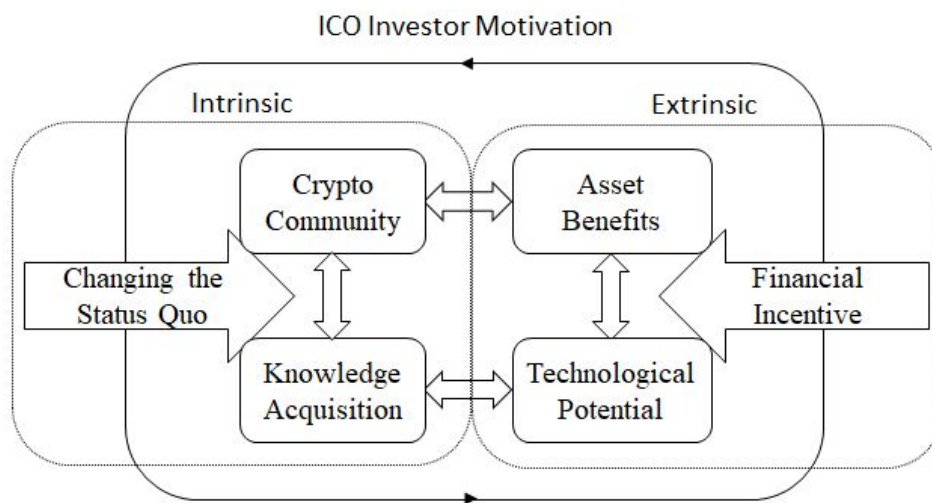 ICO Investor Motivation
Intrinsic
Extrinsic
Crypto
Community
Asset
Benefits
Changing the
Status Quo
Financial
Incentive
Knowledge
Acquisition
Technological
Potential